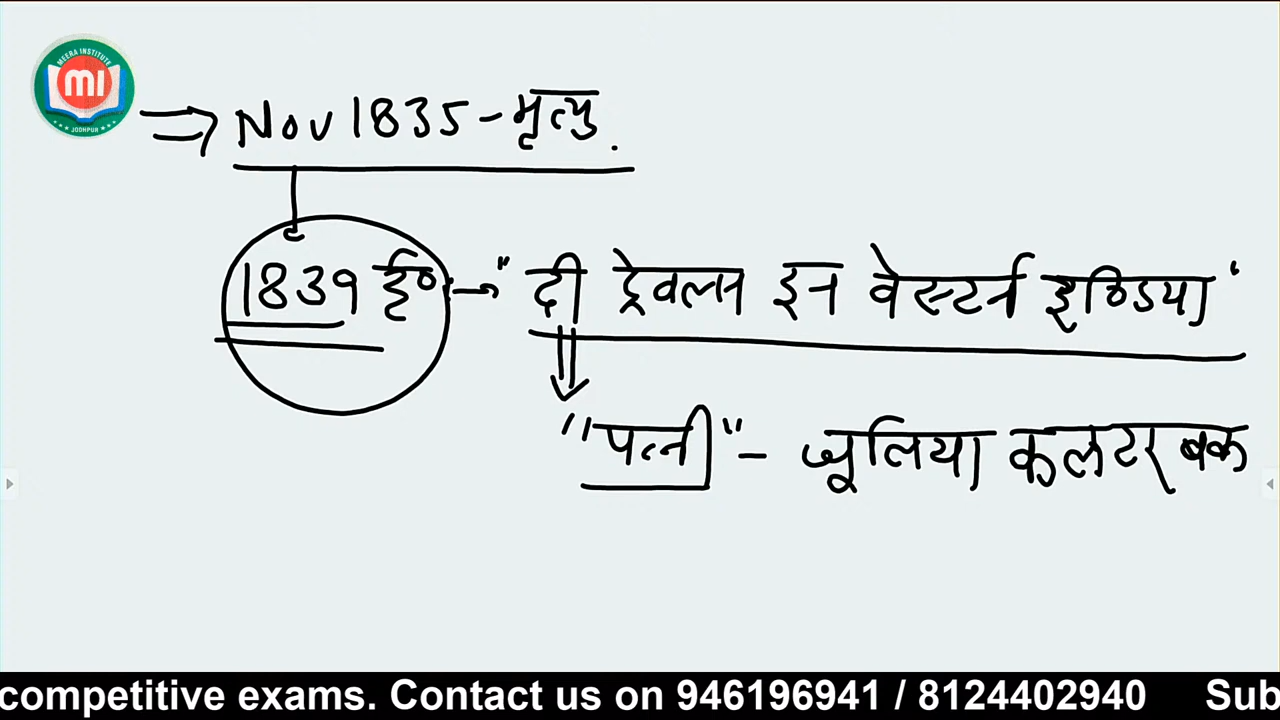 MEERA INSTITUTE
MI
JODHPUR
⇒ Nov 1835 - मृत्यु.
1839 ई० → "दी ट्रेवल्स इन वेस्टर्न इण्डिया"
"पत्नी" - जूलिया कलटरबक
competitive exams. Contact us on 946196941 / 8124402940 Sub